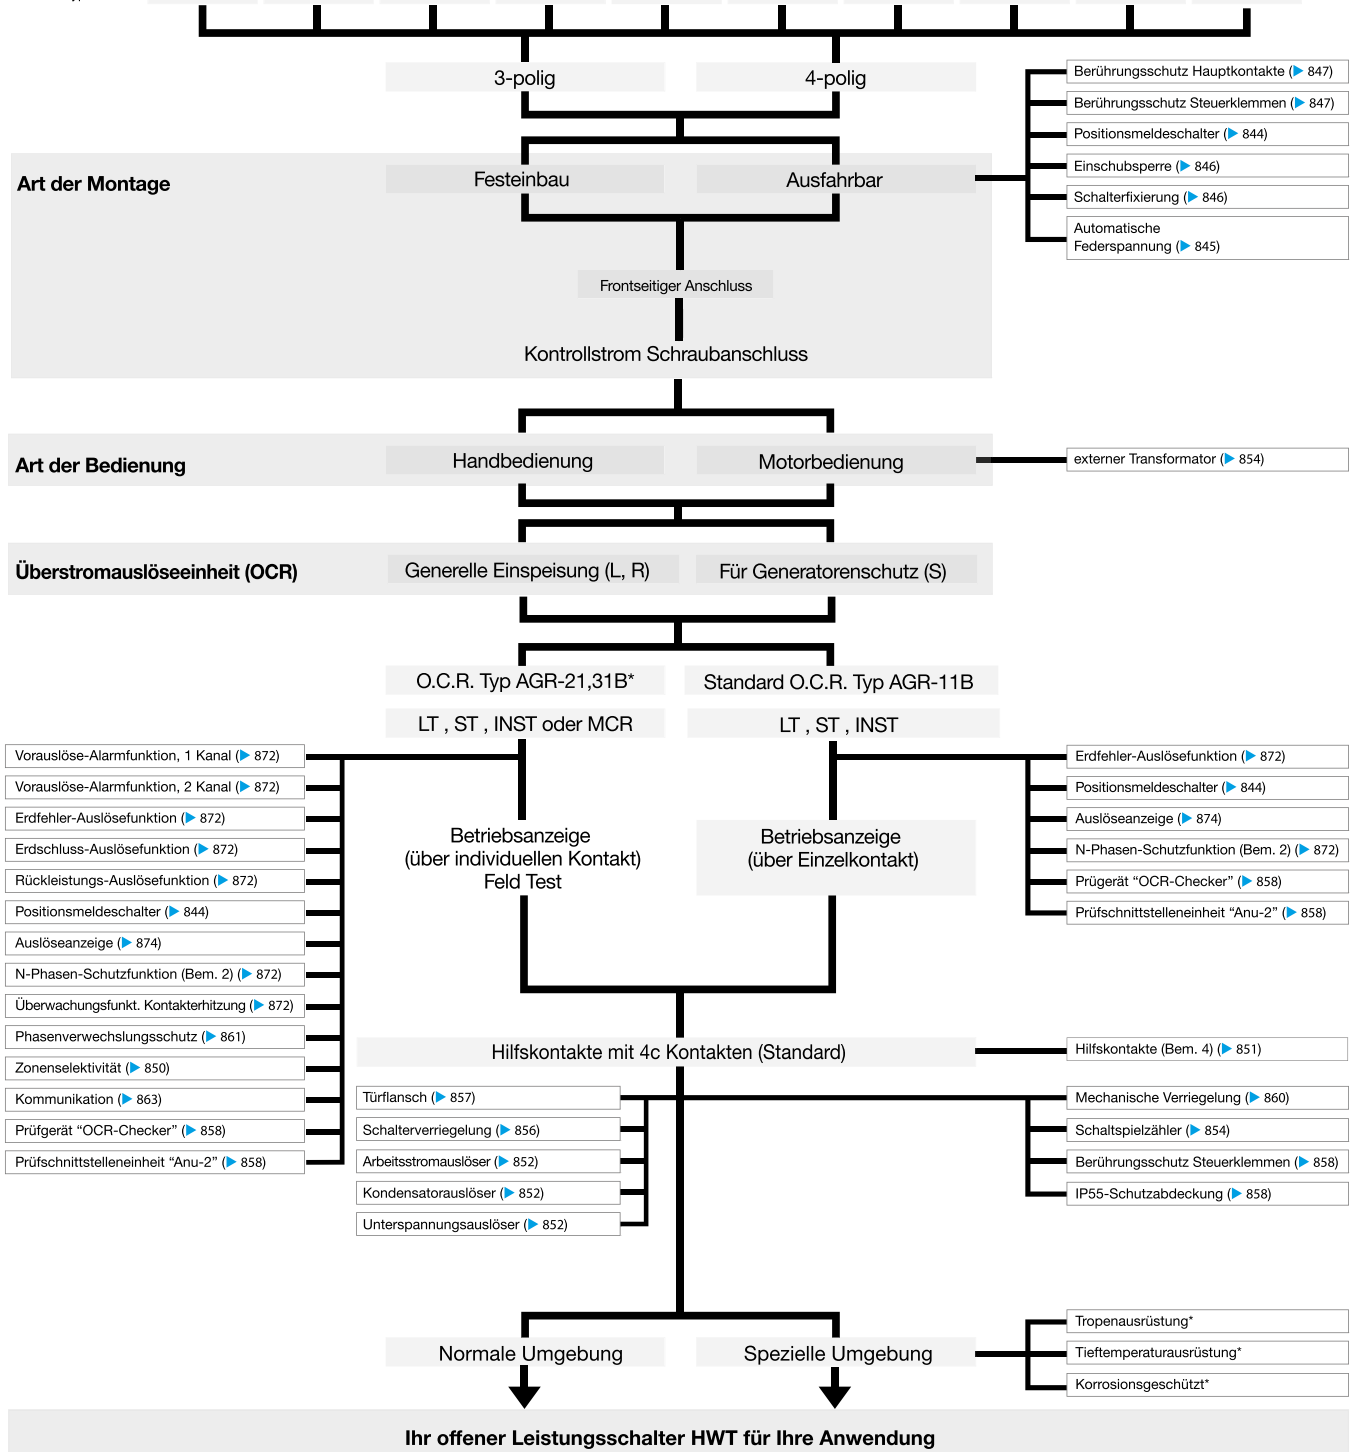 3-polig
4-polig
Berührungsschutz Hauptkontakte (▶ 847)
Berührungsschutz Steuerklemmen (▶ 847)
Positionsmeldeschalter (▶ 844)
Einschubsperre (▶ 846)
Schalterfixierung (▶ 846)
Automatische
Federspannung (▶ 845)
Art der Montage
Festeinbau
Ausfahrbar
Frontseitiger Anschluss
Kontrollstrom Schraubanschluss
Art der Bedienung
Handbedienung
Motorbedienung
externer Transformator (▶ 854)
Überstromauslöseeinheit (OCR)
Generelle Einspeisung (L, R)
Für Generatorenschutz (S)
O.C.R. Typ AGR-21,31B*
Standard O.C.R. Typ AGR-11B
LT , ST , INST oder MCR
LT , ST , INST
Vorauslöse-Alarmfunktion, 1 Kanal (▶ 872)
Vorauslöse-Alarmfunktion, 2 Kanal (▶ 872)
Erdfehler-Auslösefunktion (▶ 872)
Erdschluss-Auslösefunktion (▶ 872)
Rückleistungs-Auslösefunktion (▶ 872)
Positionsmeldeschalter (▶ 844)
Auslöseanzeige (▶ 874)
N-Phasen-Schutzfunktion (Bem. 2) (▶ 872)
Überwachungsfunkt. Kontakterhitzung (▶ 872)
Phasenverwechslungsschutz (▶ 861)
Zonenselektivität (▶ 850)
Kommunikation (▶ 863)
Prüfgerät “OCR-Checker” (▶ 858)
Prüfschnittstelleneinheit “Anu-2” (▶ 858)
Betriebsanzeige
(über individuellen Kontakt)
Feld Test
Betriebsanzeige
(über Einzelkontakt)
Erdfehler-Auslösefunktion (▶ 872)
Positionsmeldeschalter (▶ 844)
Auslöseanzeige (▶ 874)
N-Phasen-Schutzfunktion (Bem. 2) (▶ 872)
Prügerät “OCR-Checker” (▶ 858)
Prüfschnittstelleneinheit “Anu-2” (▶ 858)
Hilfskontakte mit 4c Kontakten (Standard)
Hilfskontakte (Bem. 4) (▶ 851)
Türflansch (▶ 857)
Schalterverriegelung (▶ 856)
Arbeitsstromauslöser (▶ 852)
Kondensatorauslöser (▶ 852)
Unterspannungsauslöser (▶ 852)
Mechanische Verriegelung (▶ 860)
Schaltspielzähler (▶ 854)
Berührungsschutz Steuerklemmen (▶ 858)
IP55-Schutzabdeckung (▶ 858)
Normale Umgebung
Spezielle Umgebung
Tropenausrüstung*
Tieftemperaturausrüstung*
Korrosionsgeschützt*
Ihr offener Leistungsschalter HWT für Ihre Anwendung